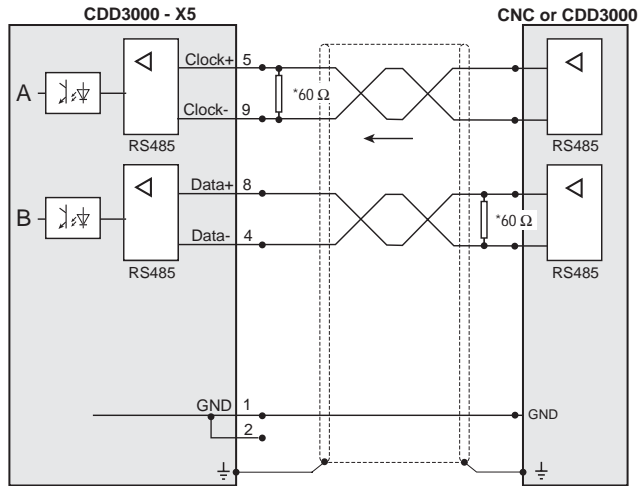 CDD3000 - X5
CNC or CDD3000
Clock+ 5
A
*60 Ω
Clock- 9
RS485
RS485
Data+ 8
B
*60 Ω
Data- 4
RS485
RS485
GND 1
GND
2